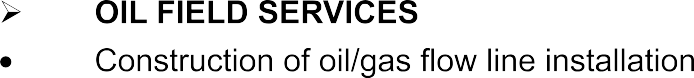 ➢ OIL FIELD SERVICES
• Construction of oil/gas flow line installation